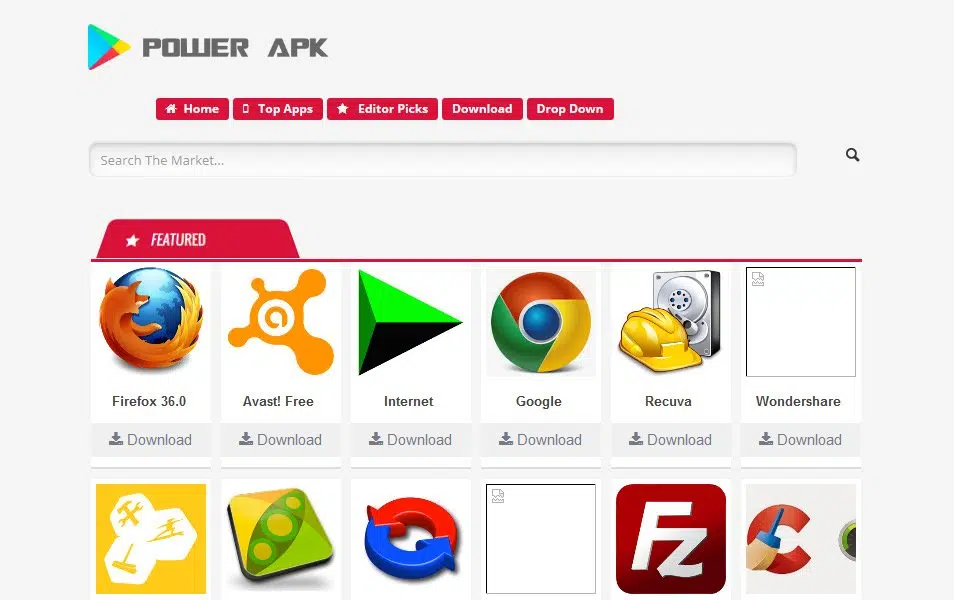 POWER APK
Home Top Apps Editor Picks Download Drop Down
Search The Market...
FEATURED
Firefox 36.0 Avast! Free Internet Google Recuva Wondershare
Download Download Download Download Download Download
FZ